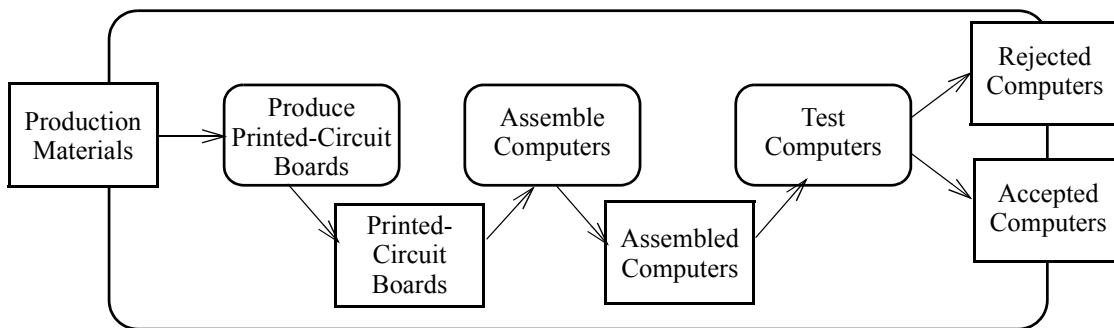 Production
Materials
Produce
Printed-Circuit
Boards
Printed-
Circuit
Boards
Assemble
Computers
Assembled
Computers
Test
Computers
Rejected
Computers
Accepted
Computers